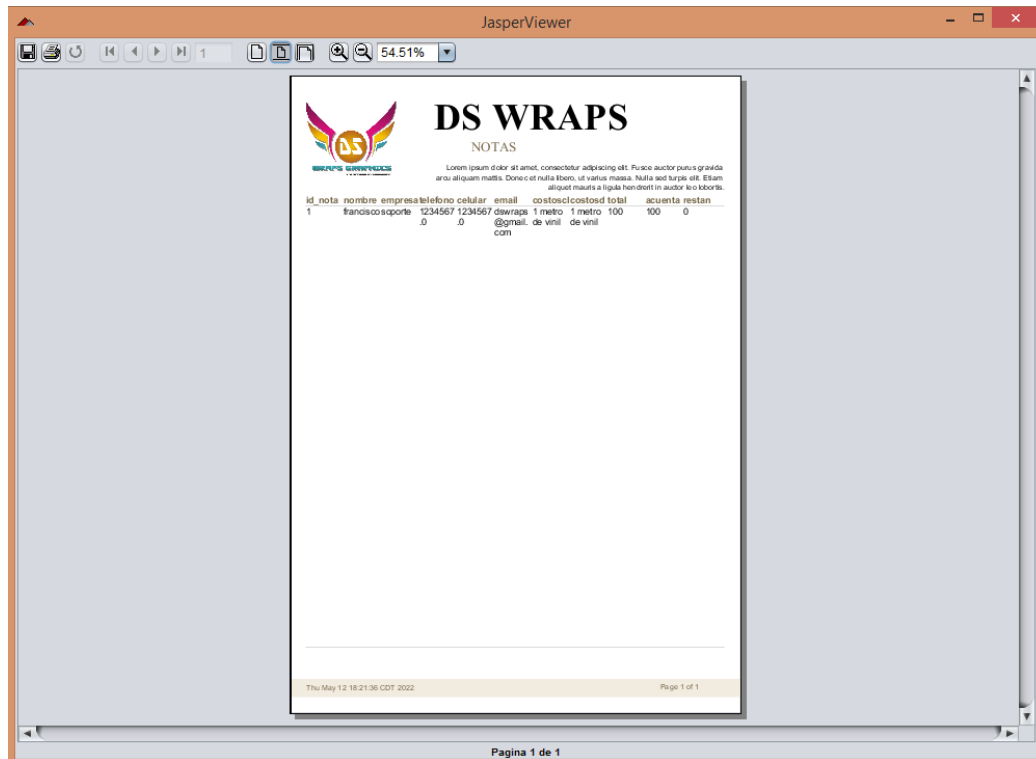 JasperViewer
1
54.51%
DS WRAPS
NOTAS
DS
WRAPS GRAPHICS
Lorem ipsum dolor sit amet, consectetur adipiscing elit. Fusce auctor purus gravida
arcu aliquam mattis. Donec et nulla libero, ut varius massa. Nulla sed turpis elit. Etiam
aliquet mauris a ligula hendrerit in auctor leo lobortis.
id_nota nombre empresa telefono celular email costoscl costosd total acuenta restan
1 francisco soporte 1234567 1234567 dswraps 1 metro 1 metro 100 100 0
.0 .0 @gmail. de vinil de vinil
com
Thu May 12 18:21:36 CDT 2022 Page 1 of 1
Pagina 1 de 1